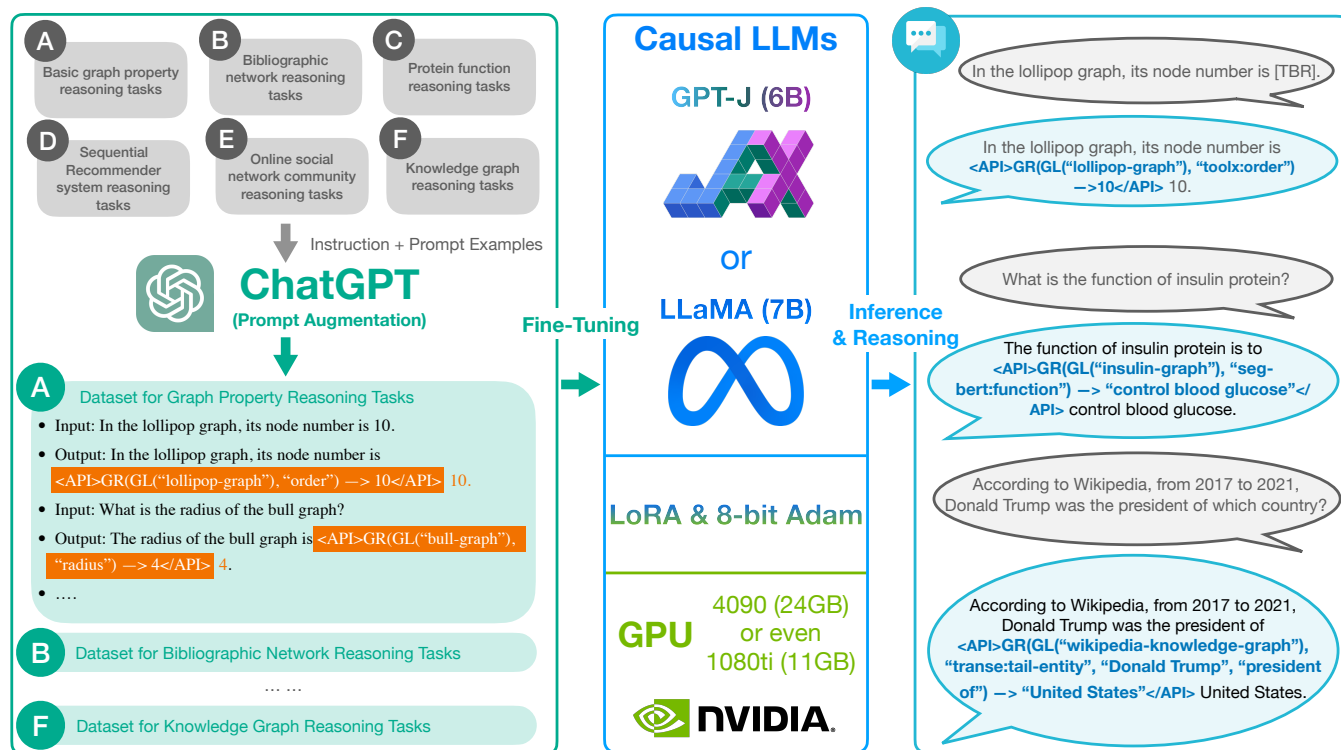 A
Basic graph property
reasoning tasks
B
Bibliographic
network reasoning
tasks
C
Protein function
reasoning tasks
D
Sequential
Recommender
system reasoning
tasks
E
Online social
network community
reasoning tasks
F
Knowledge graph
reasoning tasks
Instruction + Prompt Examples
ChatGPT
(Prompt Augmentation)
A
Dataset for Graph Property Reasoning Tasks
• Input: In the lollipop graph, its node number is 10.
• Output: In the lollipop graph, its node number is
<API>GR(GL(“lollipop-graph”), “order”) —> 10</API> 10.
• Input: What is the radius of the bull graph?
• Output: The radius of the bull graph is <API>GR(GL(“bull-graph”),
“radius”) —> 4</API> 4.
• ….
B
Dataset for Bibliographic Network Reasoning Tasks
... ...
F
Dataset for Knowledge Graph Reasoning Tasks
Fine-Tuning
Causal LLMs
GPT-J (6B)
JAX
or
LLaMA (7B)
LoRA & 8-bit Adam
GPU
4090 (24GB)
or even
1080ti (11GB)
NVIDIA.
Inference
& Reasoning
In the lollipop graph, its node number is [TBR].
In the lollipop graph, its node number is
<API>GR(GL(“lollipop-graph”), “toolx:order”)
—>10</API> 10.
What is the function of insulin protein?
The function of insulin protein is to
<API>GR(GL(“insulin-graph”), “seg-
bert:function”) —> “control blood glucose”</
API> control blood glucose.
According to Wikipedia, from 2017 to 2021,
Donald Trump was the president of which country?
According to Wikipedia, from 2017 to 2021,
Donald Trump was the president of
<API>GR(GL(“wikipedia-knowledge-graph”),
“transe:tail-entity”, “Donald Trump”, “president
of”) —> “United States”</API> United States.